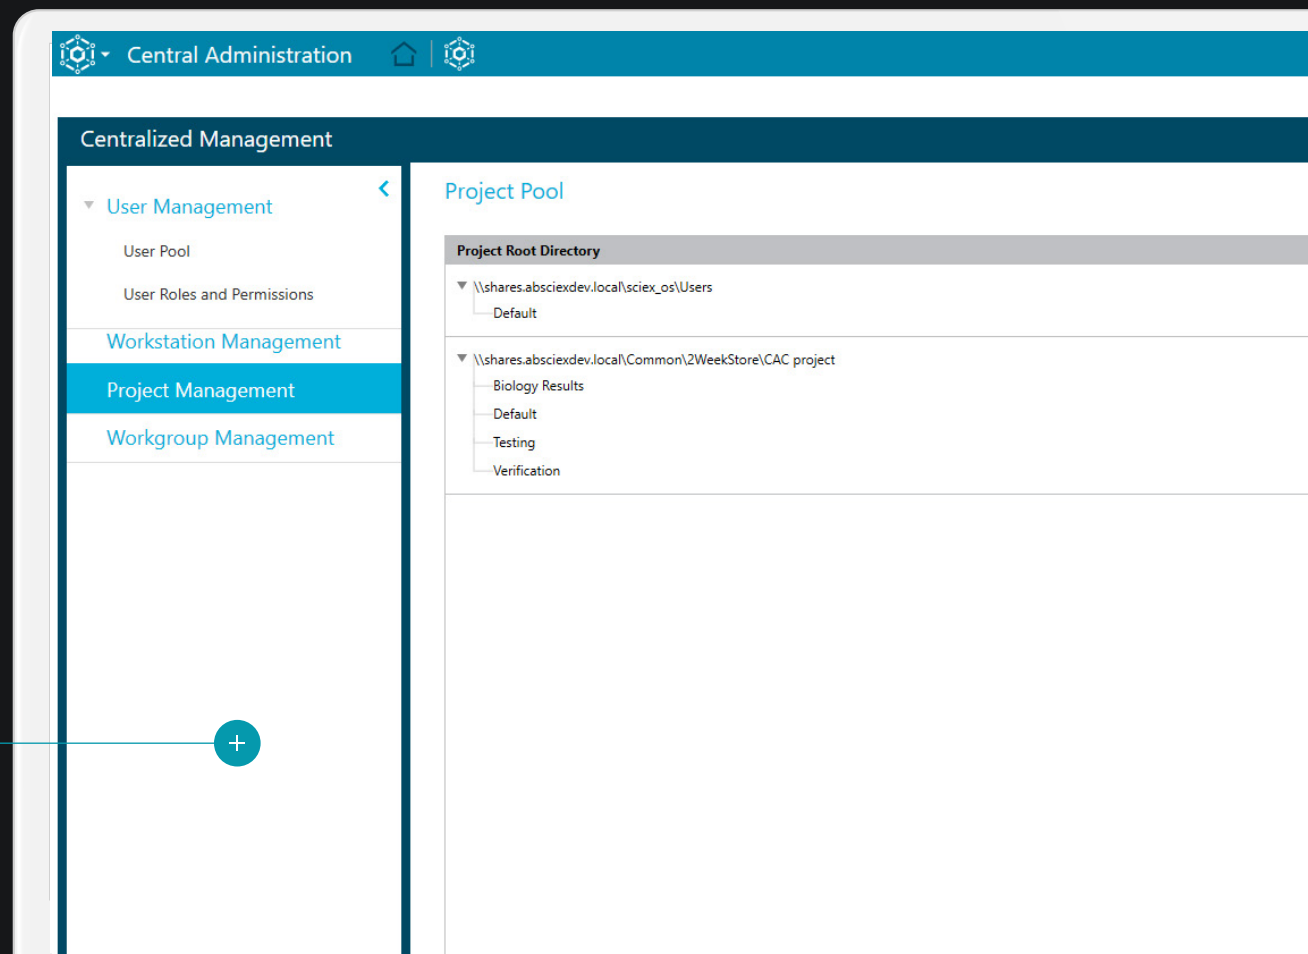 Central Administration
Centralized Management
User Management
User Pool
User Roles and Permissions
Workstation Management
Project Management
Workgroup Management
Project Pool
Project Root Directory
\\shares.absciexdev.local\sciex_os\Users
Default
\\shares.absciexdev.local\Common\2WeekStore\CAC project
Biology Results
Default
Testing
Verification